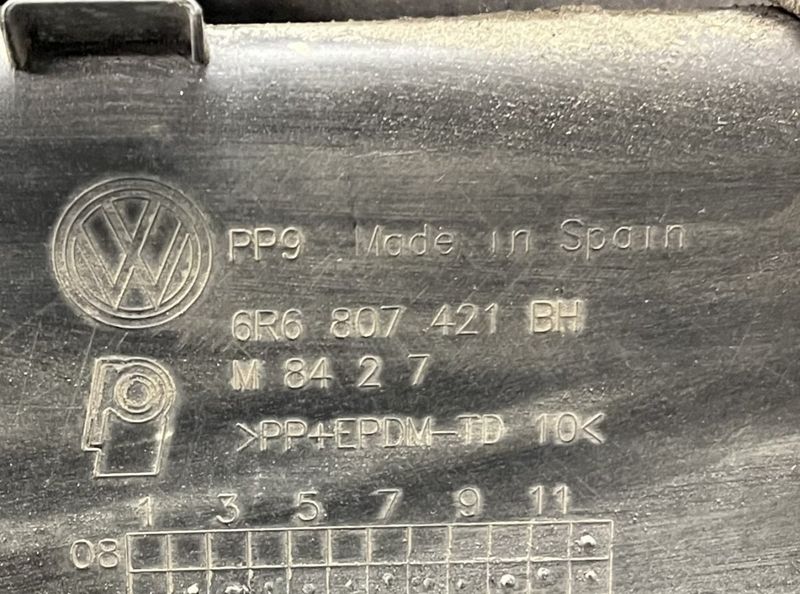 PP9 Made in Spain
6R6 807 421 BH
M 84 2 7
>PP+EPDM-TD 10<
1 3 5 7 9 11
08